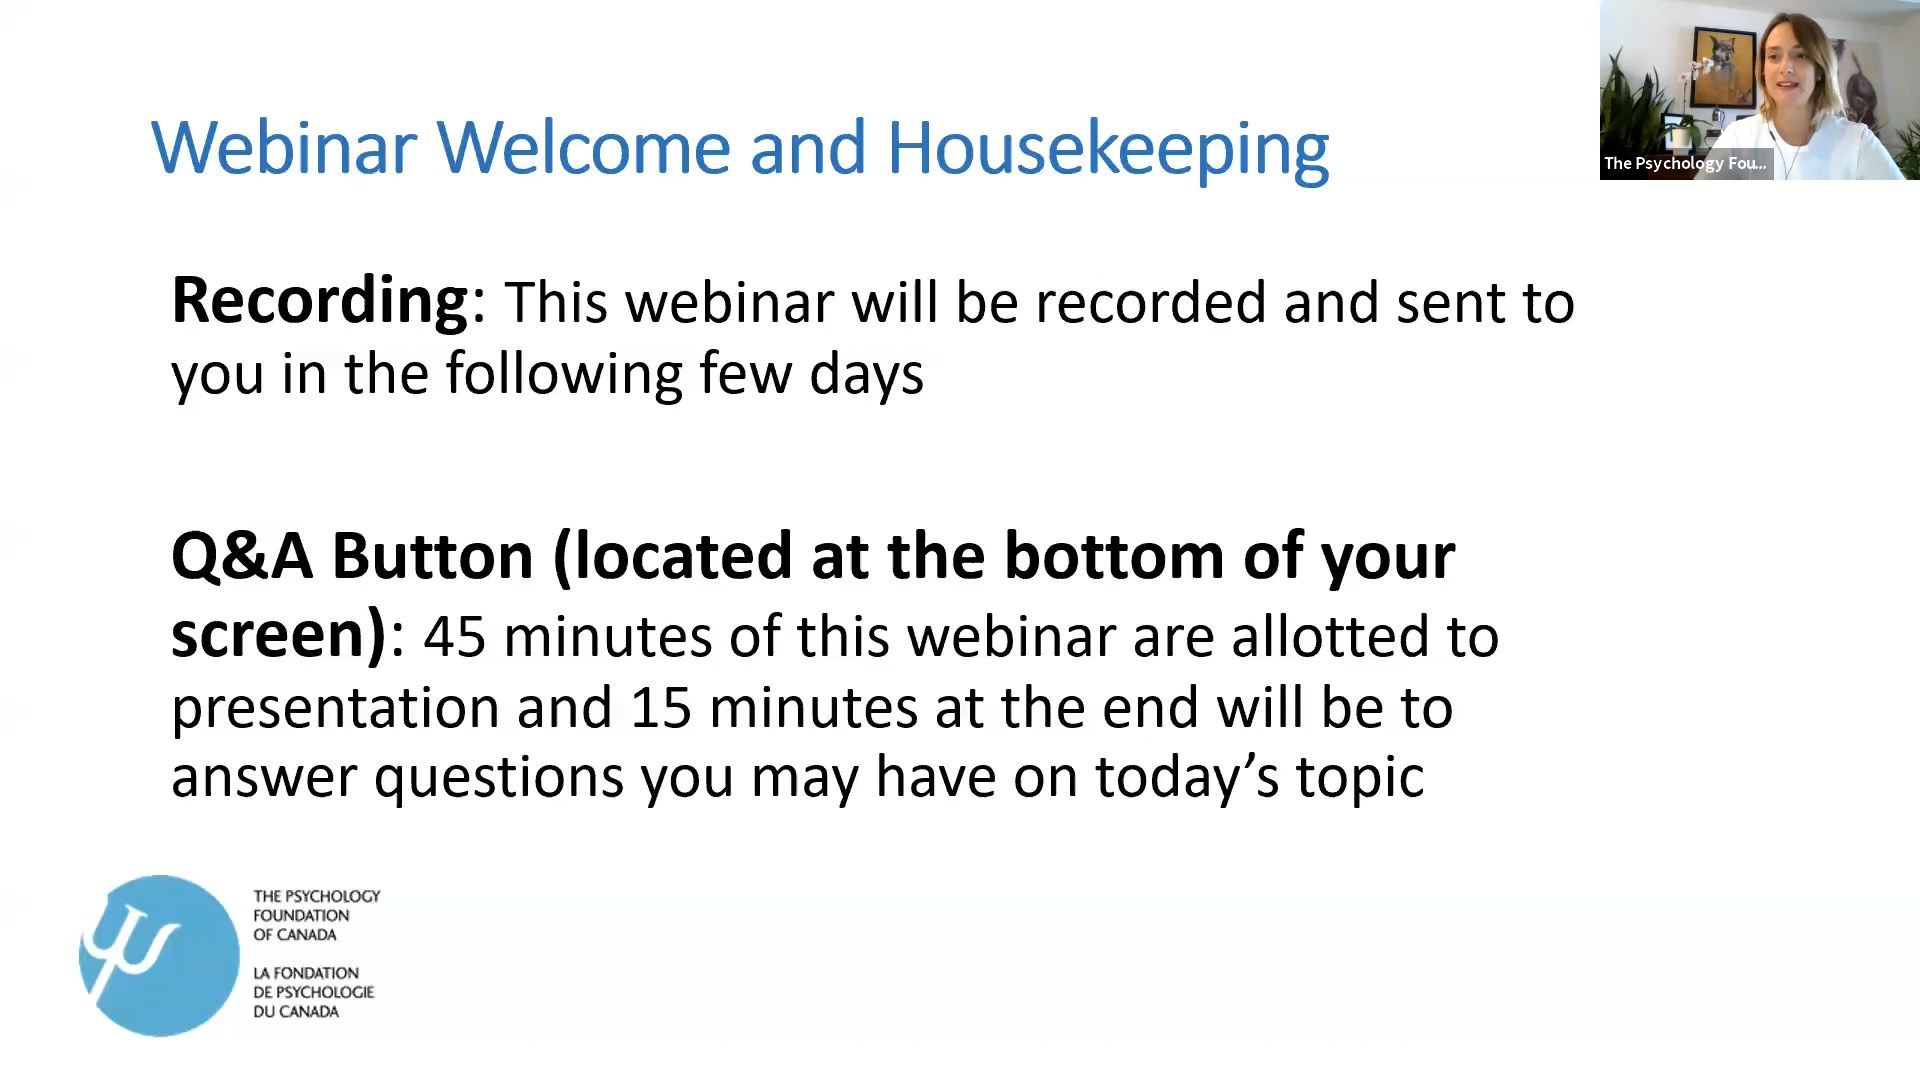 Webinar Welcome and Housekeeping
The Psychology Fou...
Recording: This webinar will be recorded and sent to
you in the following few days
Q&A Button (located at the bottom of your
screen): 45 minutes of this webinar are allotted to
presentation and 15 minutes at the end will be to
answer questions you may have on today’s topic
THE PSYCHOLOGY
FOUNDATION
OF CANADA
LA FONDATION
DE PSYCHOLOGIE
DU CANADA